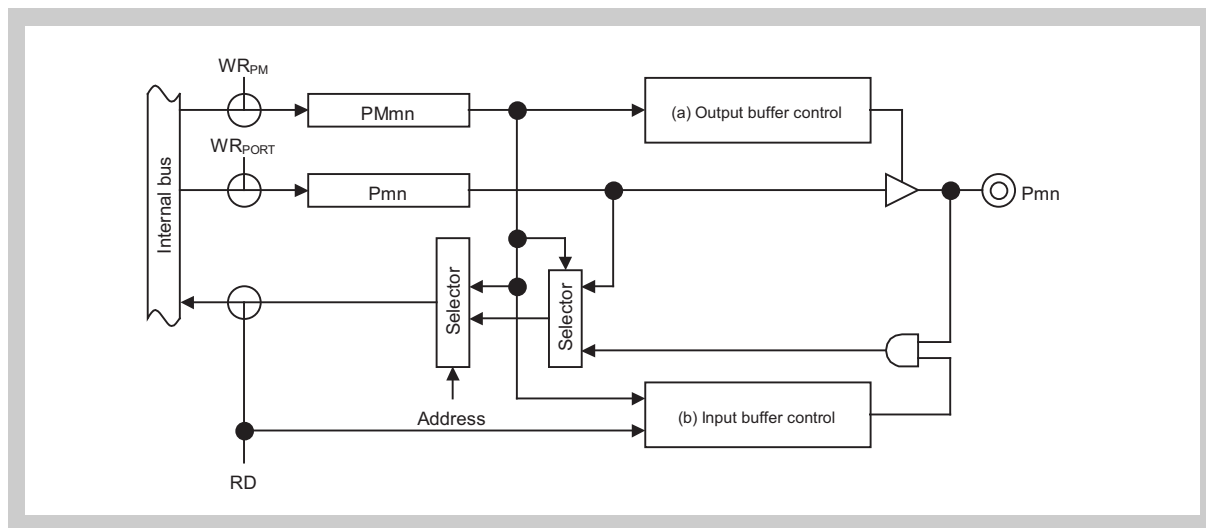 WRPM
PMmn
(a) Output buffer control
WRPORT
Internal bus
Pmn
Pmn
Selector
Selector
Address
(b) Input buffer control
RD